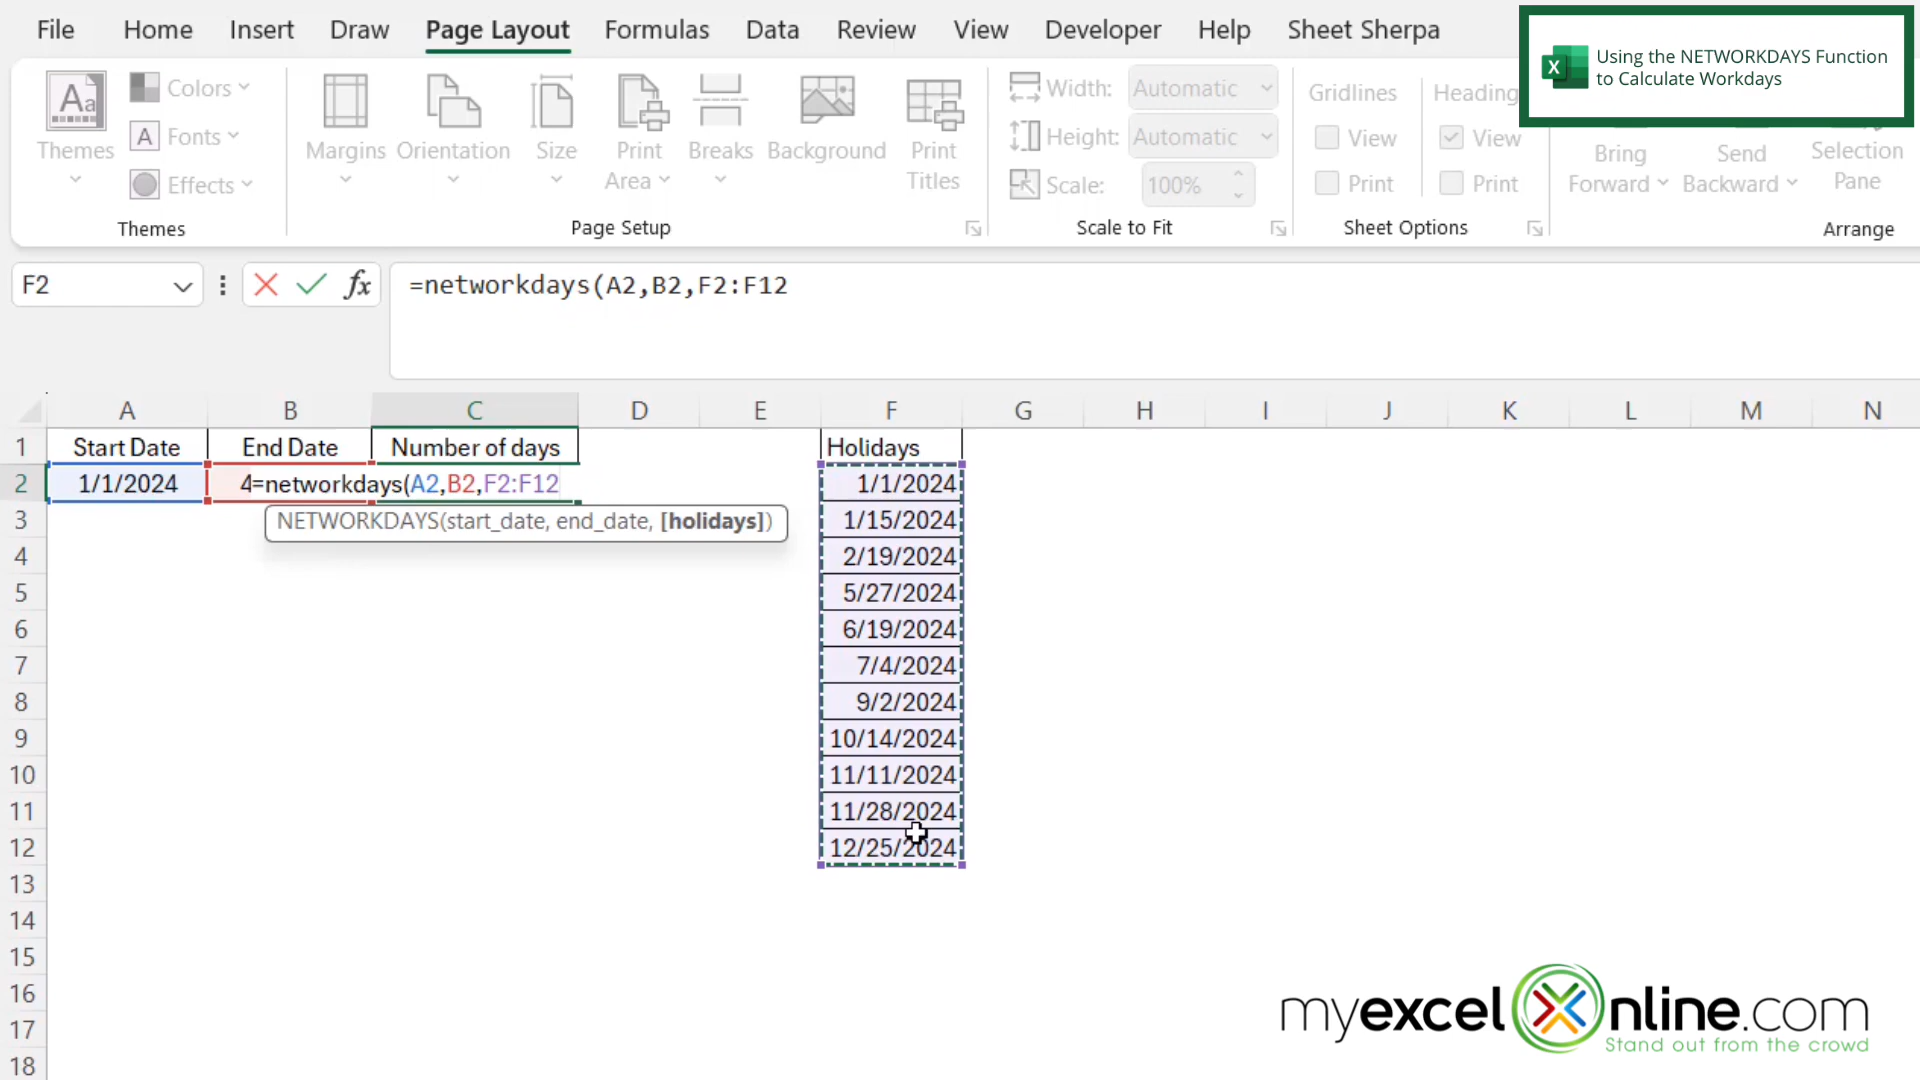 File Home Insert Draw Page Layout Formulas Data Review View Developer Help Sheet Sherpa
Using the NETWORKDAYS Function
to Calculate Workdays
Themes
Colors
Fonts
Effects
Themes
Margins
Orientation
Size
Print
Area
Breaks
Background
Print
Titles
Page Setup
Width: Automatic
Height: Automatic
Scale: 100%
Scale to Fit
Gridlines
View
Print
Heading
View
Print
Sheet Options
Bring
Forward
Send
Backward
Selection
Pane
Arrange
F2 fx =networkdays(A2,B2,F2:F12
A B C D E F G H I J K L M N
1 Start Date End Date Number of days Holidays
2 1/1/2024 4=networkdays(A2,B2,F2:F12 1/1/2024
NETWORKDAYS(start_date, end_date, [holidays])
3 1/15/2024
4 2/19/2024
5 5/27/2024
6 6/19/2024
7 7/4/2024
8 9/2/2024
9 10/14/2024
10 11/11/2024
11 11/28/2024
12 12/25/2024
13
14
15
16
17
18
myexcelOnline.com
Stand out from the crowd